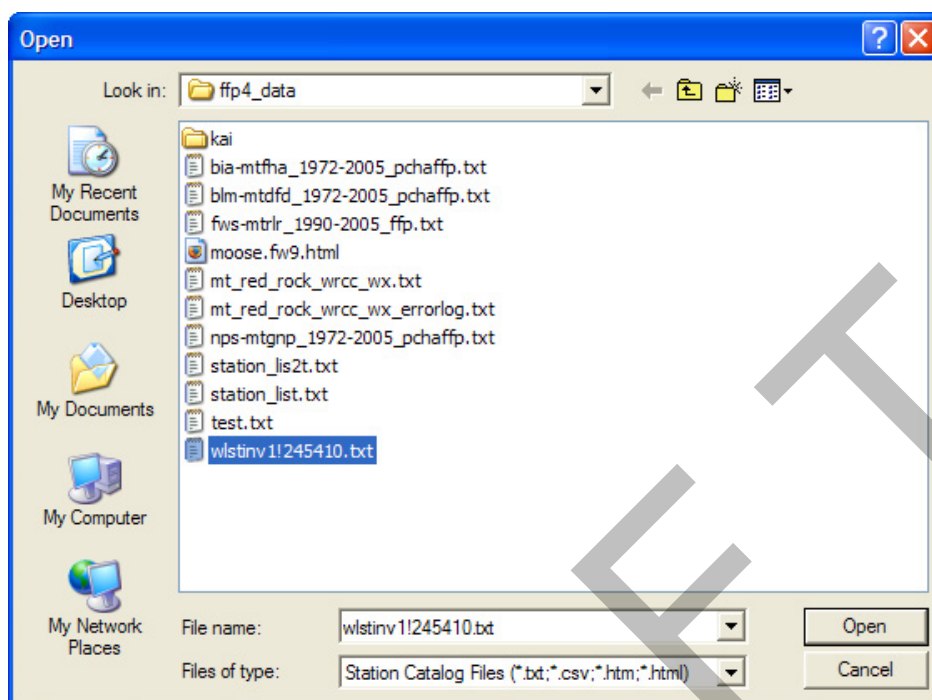 Open
Look in:
ffp4_data
My Recent
Documents
Desktop
My Documents
My Computer
My Network
Places
kai
bia-mtfha_1972-2005_pchaffp.txt
blm-mtdfd_1972-2005_pchaffp.txt
fws-mtrlr_1990-2005_ffp.txt
moose.fw9.html
mt_red_rock_wrcc_wx.txt
mt_red_rock_wrcc_wx_errorlog.txt
nps-mtgnp_1972-2005_pchaffp.txt
station_lis2t.txt
station_list.txt
test.txt
wlstinv1!245410.txt
File name:
wlstinv1!245410.txt
Open
Files of type:
Station Catalog Files (*.txt;*.csv;*.htm;*.html)
Cancel
E T